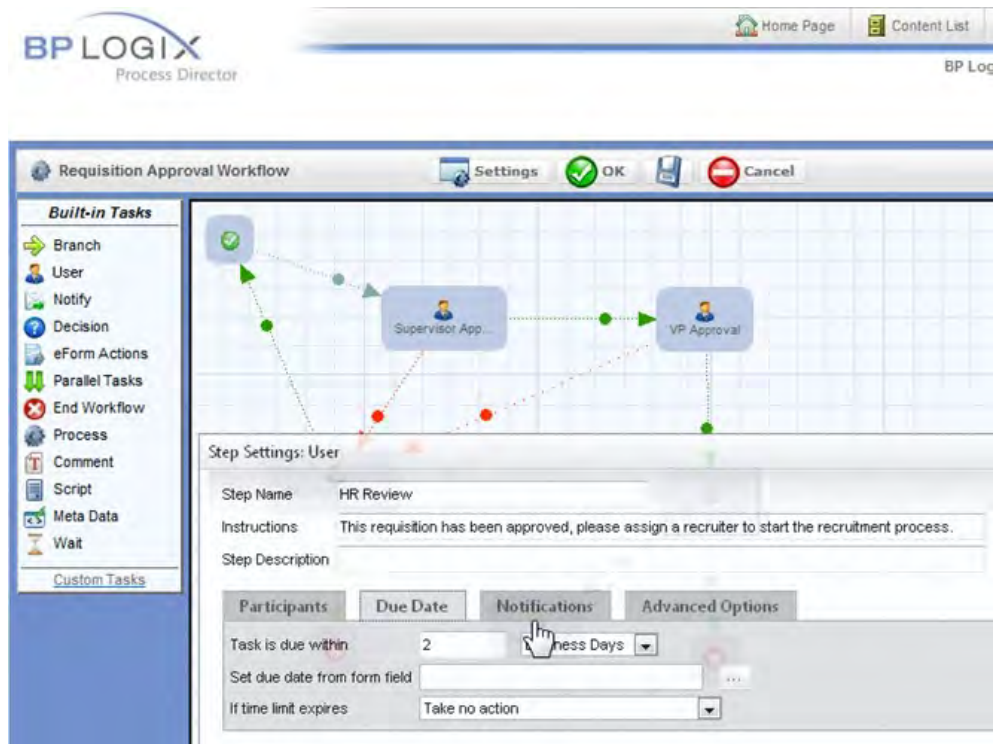 Home Page
Content List
BP LOGIX
Process Director
BP Log
Requisition Approval Workflow
Settings
OK
Cancel
Built-in Tasks
Branch
User
Notify
Decision
eForm Actions
Parallel Tasks
End Workflow
Process
Comment
Script
Meta Data
Wait
Custom Tasks
Supervisor App...
VP Approval
Step Settings: User
Step Name HR Review
Instructions This requisition has been approved, please assign a recruiter to start the recruitment process.
Step Description
Participants Due Date Notifications Advanced Options
Task is due within 2 ness Days
Set due date from form field ...
If time limit expires Take no action